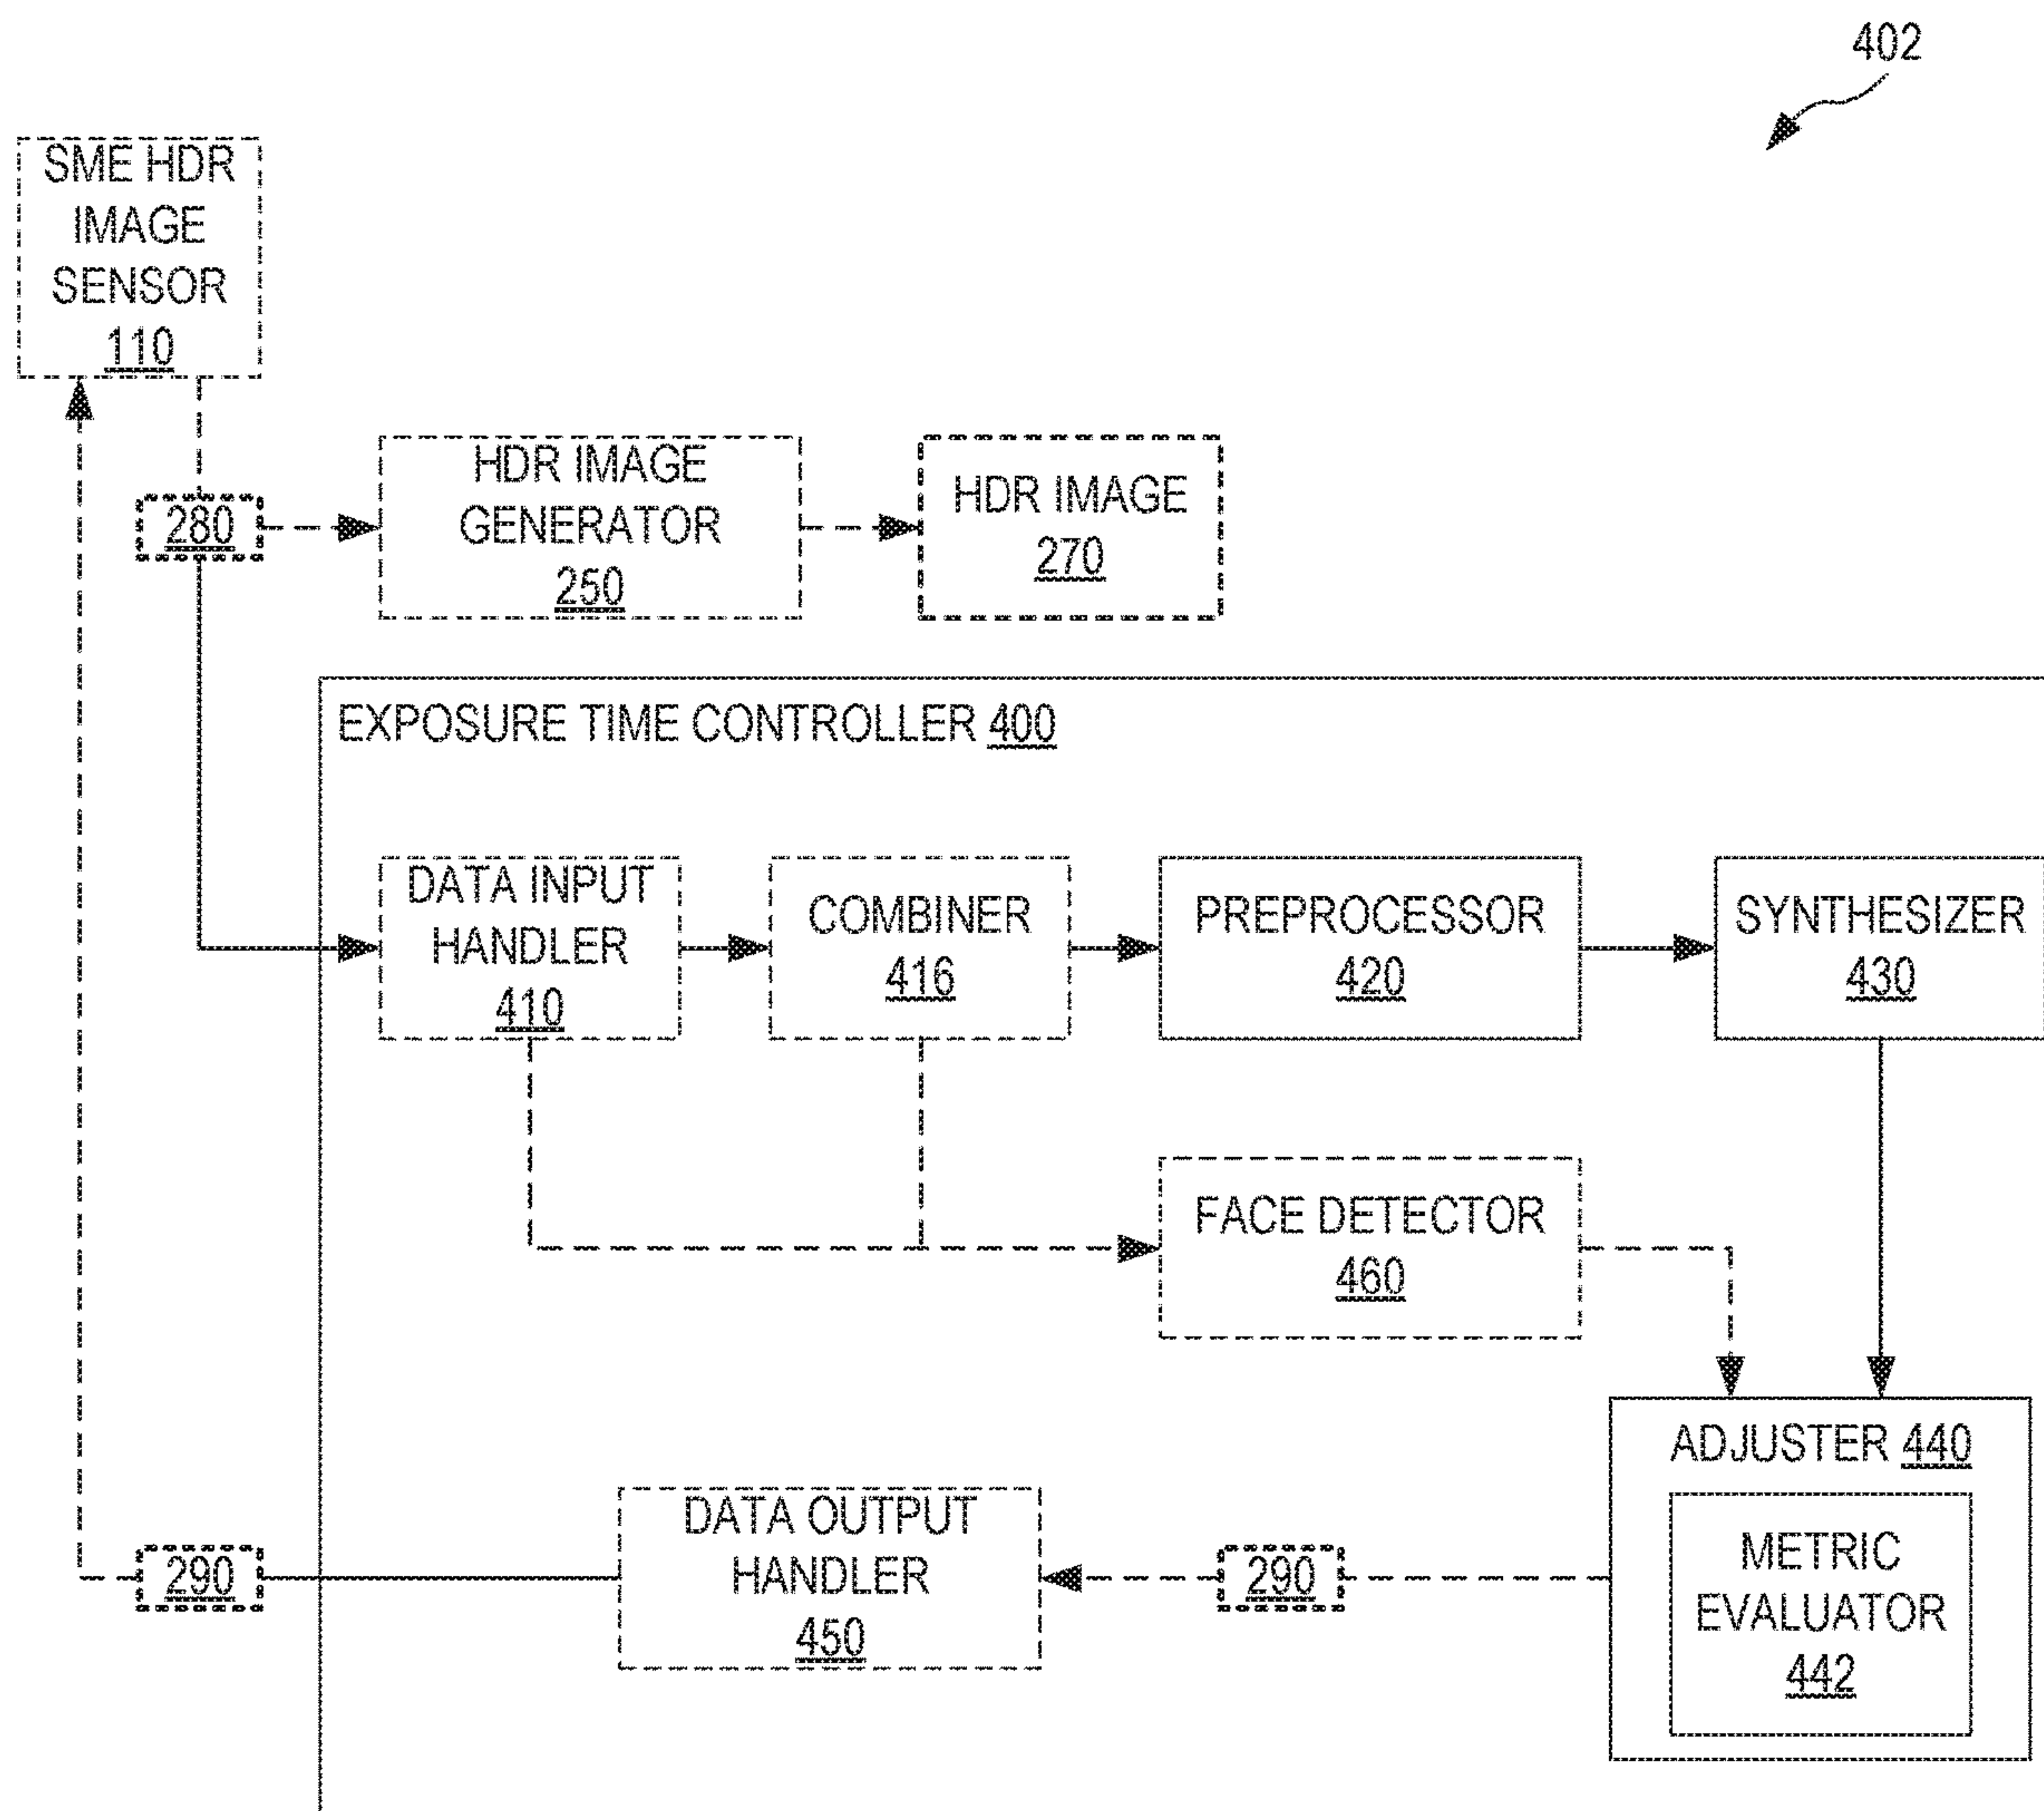 402
SME HDR
IMAGE
SENSOR
110
280
HDR IMAGE
GENERATOR
250
HDR IMAGE
270
EXPOSURE TIME CONTROLLER 400
DATA INPUT
HANDLER
410
COMBINER
416
PREPROCESSOR
420
SYNTHESIZER
430
FACE DETECTOR
460
ADJUSTER 440
METRIC
EVALUATOR
442
290
DATA OUTPUT
HANDLER
450
290